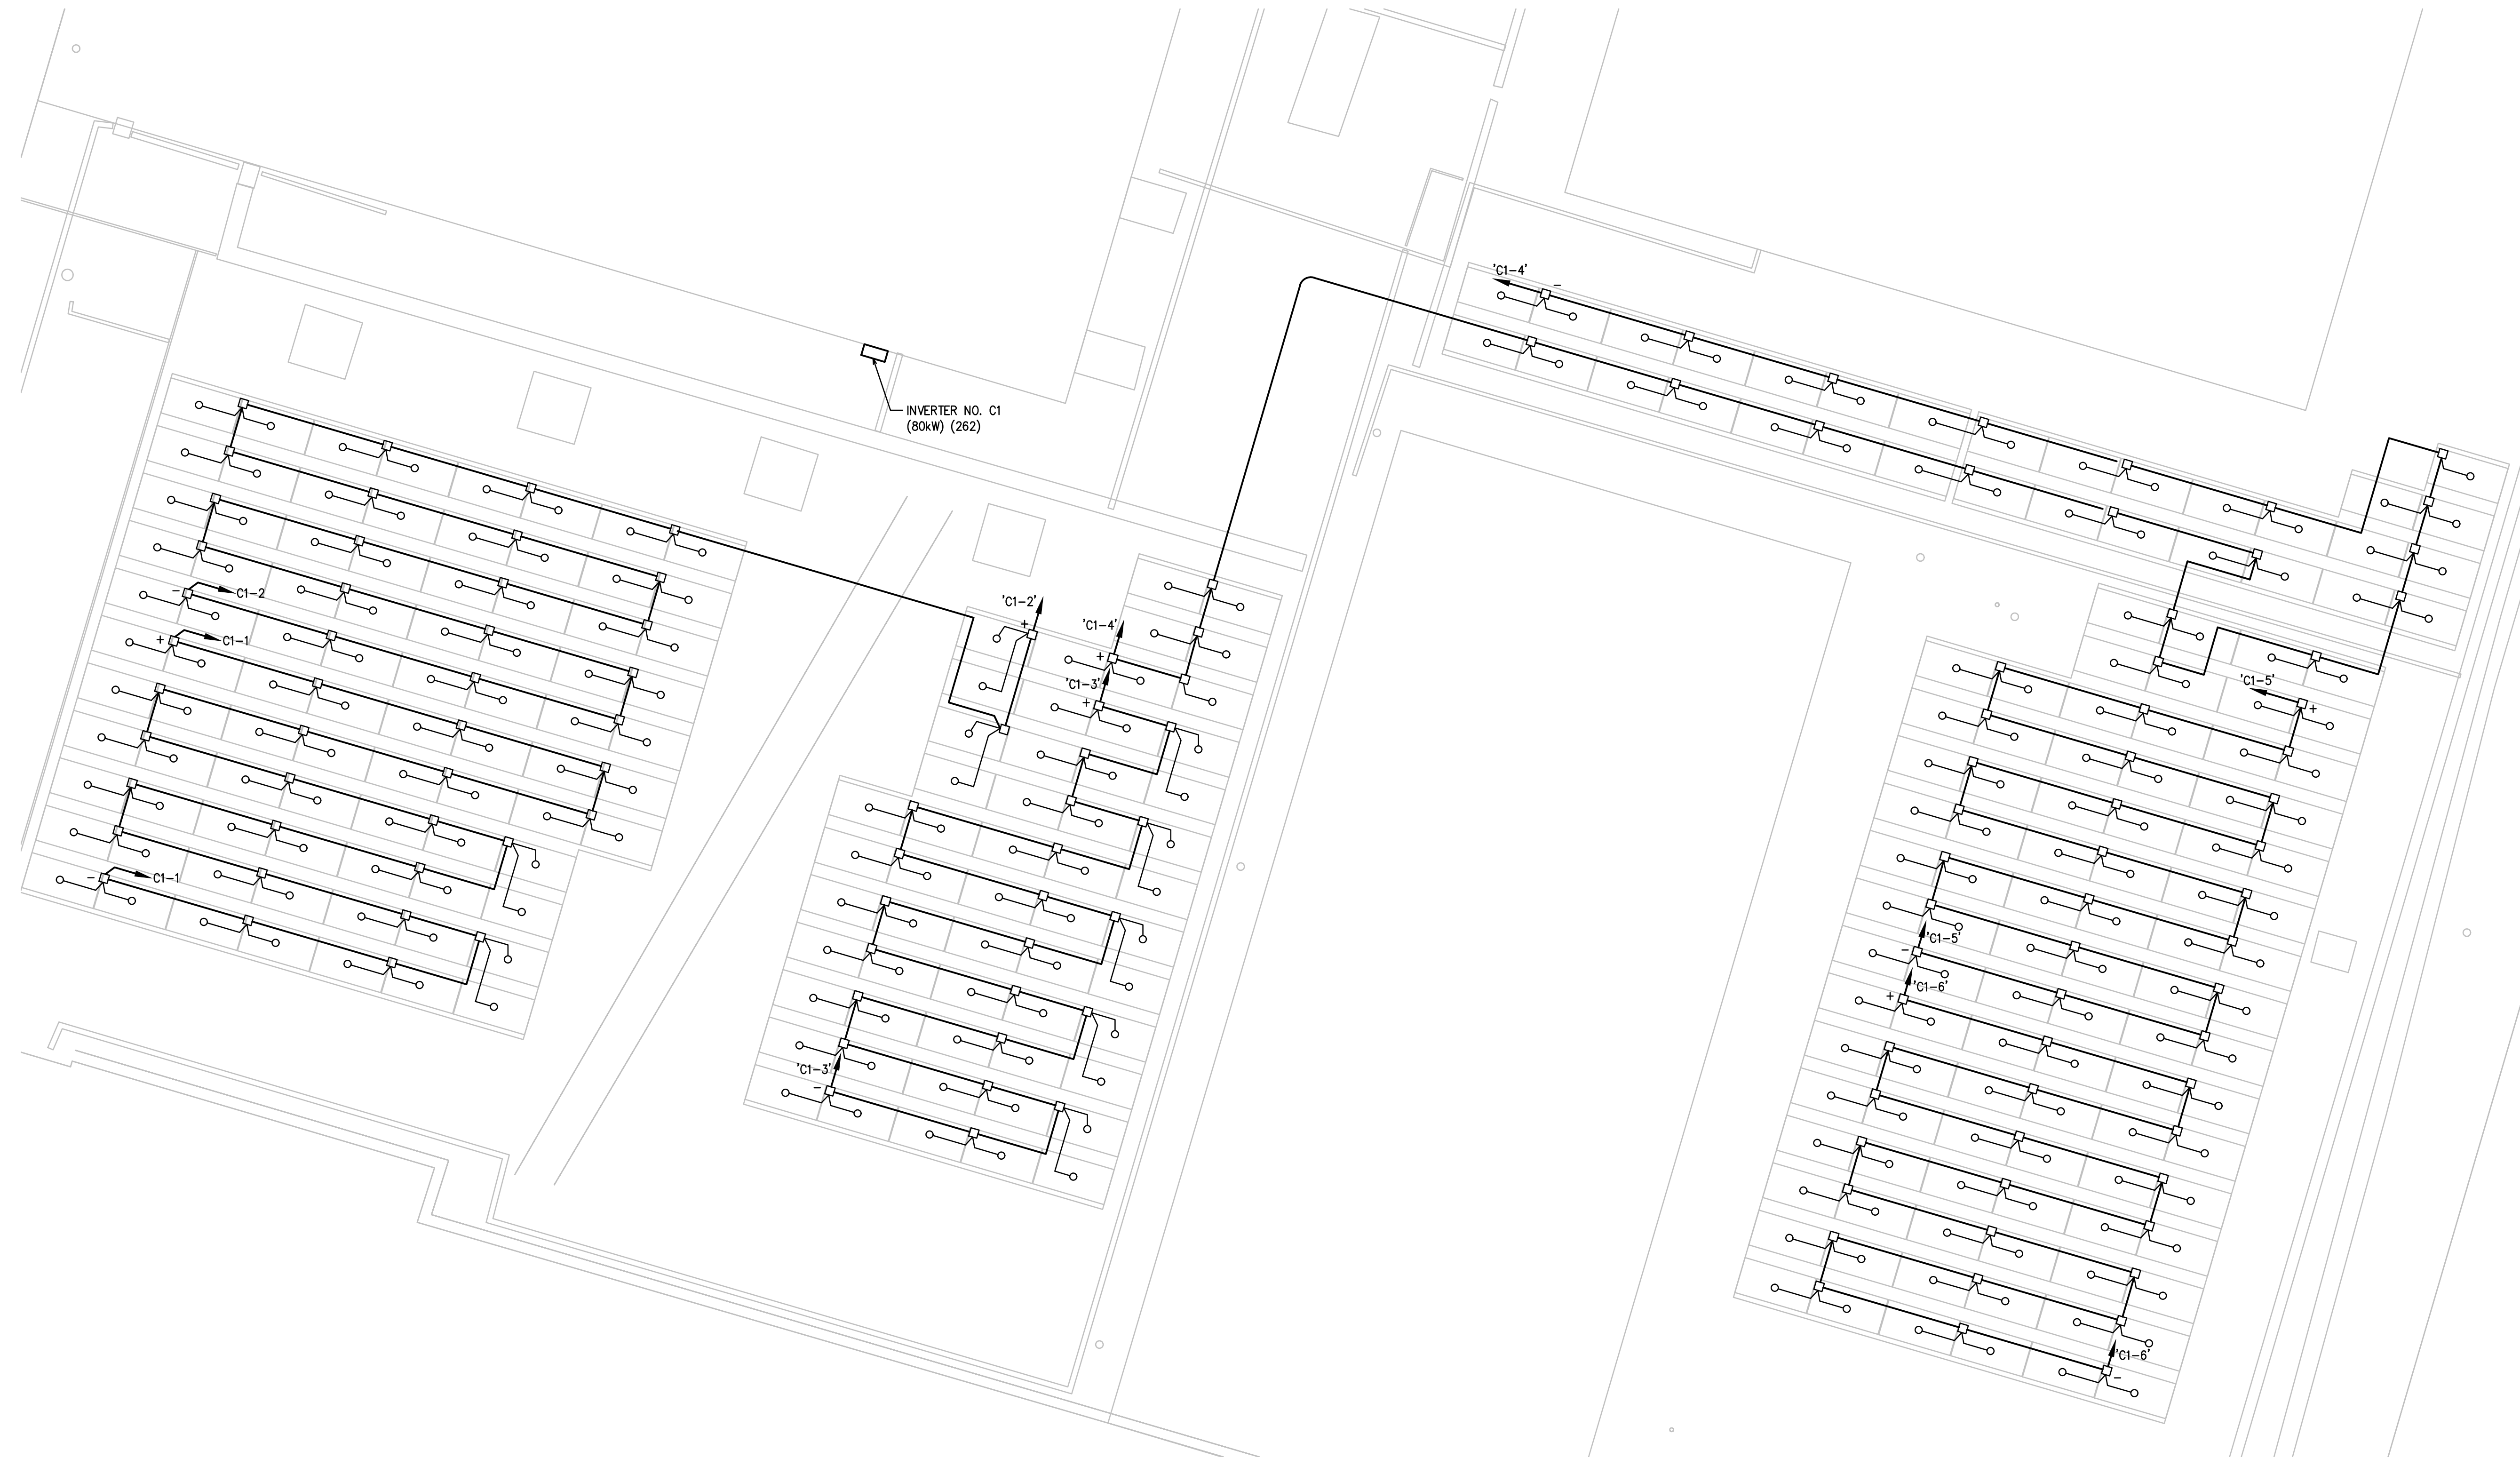 'C1-4'
−
INVERTER NO. C1
(80kW) (262)
− C1-2
'C1-2'
+
+ C1-1
'C1-4'
+
'C1-3'
+
'C1-5'
+
− C1-1
'C1-5'
−
'C1-6'
+
'C1-3'
−
'C1-6'
−